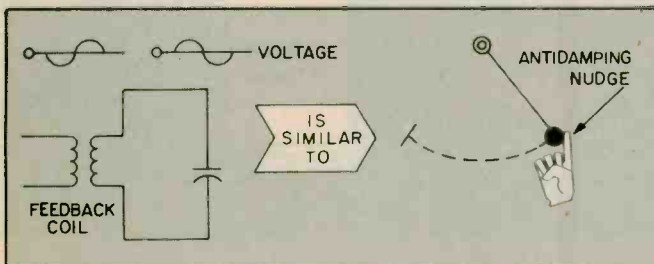 VOLTAGE
FEEDBACK
COIL
IS
SIMILAR
TO
ANTIDAMPING
NUDGE